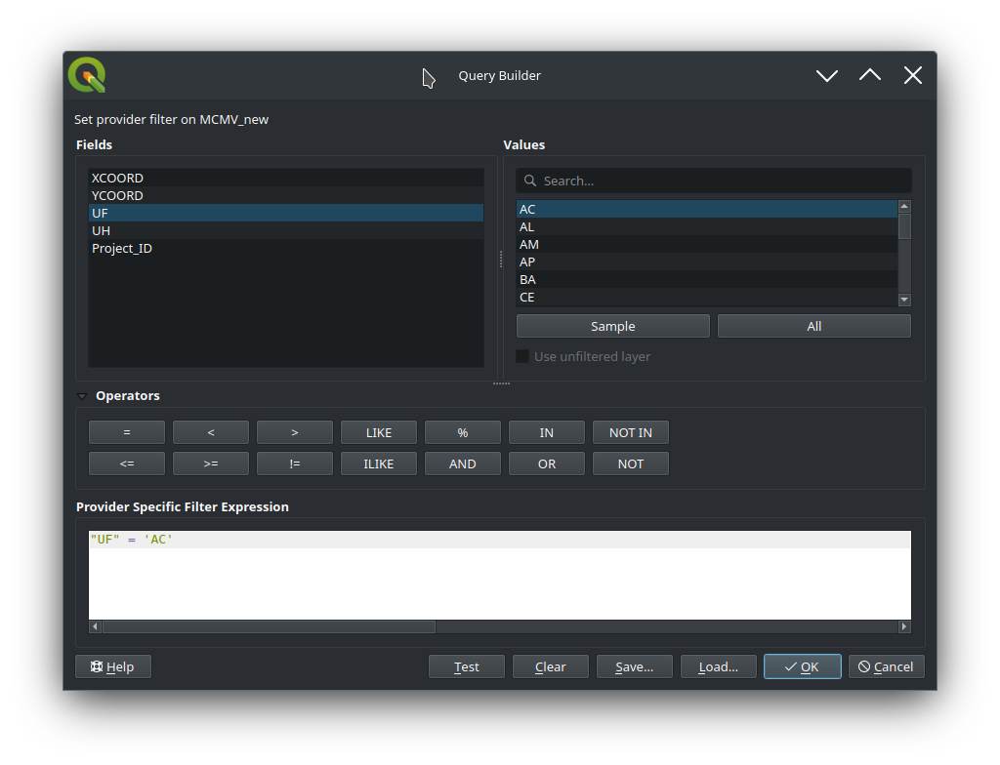 Query Builder
Set provider filter on MCMV_new
Fields
Values
XCOORD
YCOORD
UF
UH
Project_ID
Search...
AC
AL
AM
AP
BA
CE
Sample
All
Use unfiltered layer
Operators
= < > LIKE % IN NOT IN
<= >= != ILIKE AND OR NOT
Provider Specific Filter Expression
"UF" = 'AC'
Help Test Clear Save... Load... OK Cancel